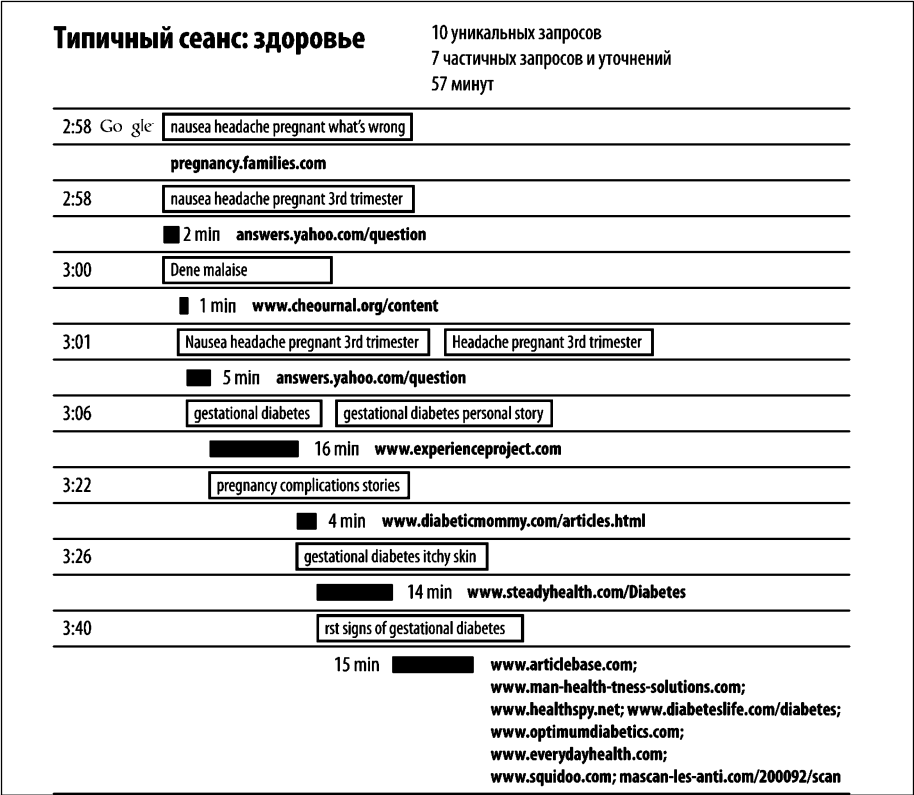 Типичный сеанс: здоровье
10 уникальных запросов
7 частичных запросов и уточнений
57 минут
2:58 Go gle nausea headache pregnant what's wrong
pregnancy.families.com
2:58 nausea headache pregnant 3rd trimester
2 min answers.yahoo.com/question
3:00 Dene malaise
1 min www.cheournal.org/content
3:01 Nausea headache pregnant 3rd trimester Headache pregnant 3rd trimester
5 min answers.yahoo.com/question
3:06 gestational diabetes gestational diabetes personal story
16 min www.experienceproject.com
3:22 pregnancy complications stories
4 min www.diabeticmommy.com/articles.html
3:26 gestational diabetes itchy skin
14 min www.steadyhealth.com/Diabetes
3:40 rst signs of gestational diabetes
15 min www.articlebase.com;
www.man-health-tness-solutions.com;
www.healthspy.net; www.diabeteslife.com/diabetes;
www.optimumdiabetics.com;
www.everydayhealth.com;
www.squidoo.com; mascan-les-anti.com/200092/scan